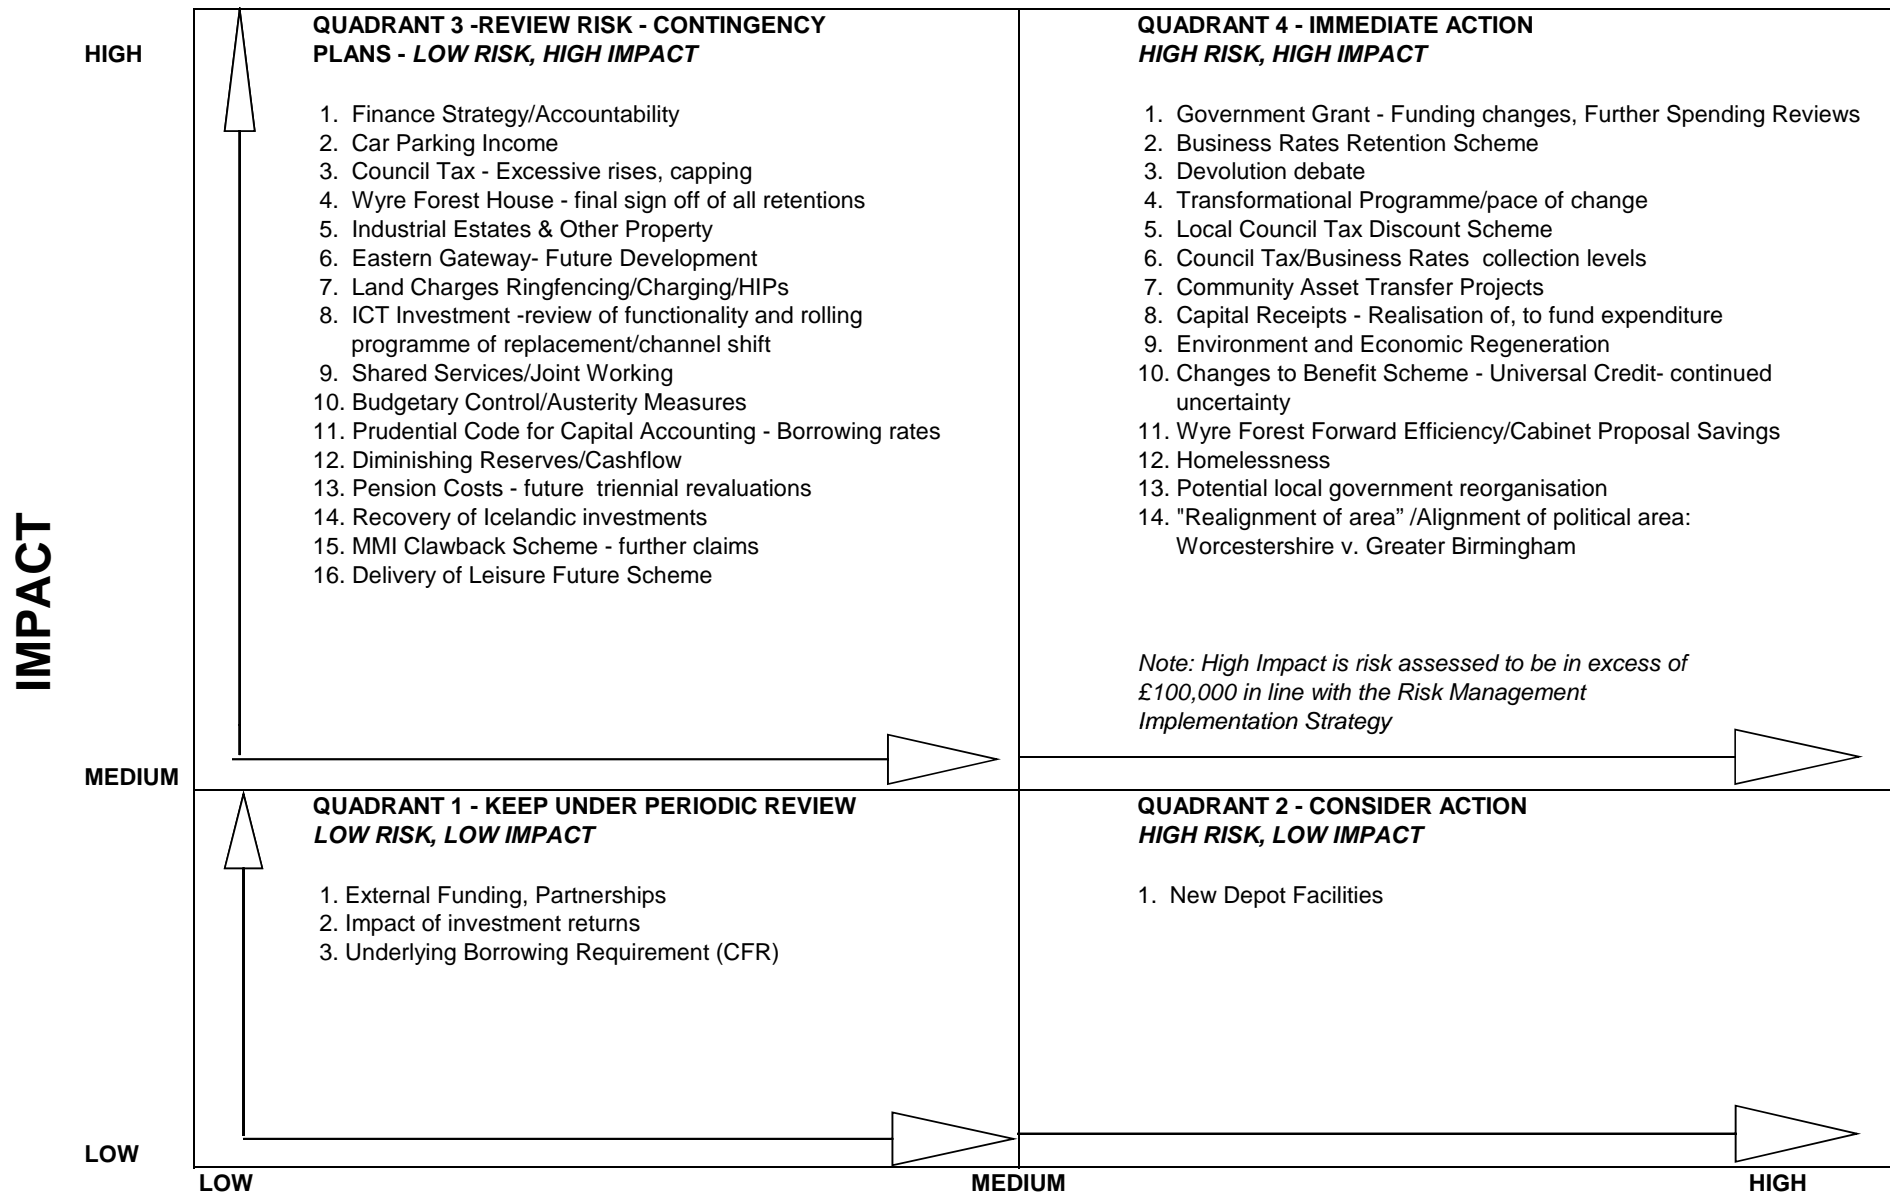 IMPACT
HIGH
MEDIUM
LOW
QUADRANT 3 -REVIEW RISK - CONTINGENCY
PLANS - LOW RISK, HIGH IMPACT
1. Finance Strategy/Accountability
2. Car Parking Income
3. Council Tax - Excessive rises, capping
4. Wyre Forest House - final sign off of all retentions
5. Industrial Estates & Other Property
6. Eastern Gateway- Future Development
7. Land Charges Ringfencing/Charging/HIPs
8. ICT Investment -review of functionality and rolling
programme of replacement/channel shift
9. Shared Services/Joint Working
10. Budgetary Control/Austerity Measures
11. Prudential Code for Capital Accounting - Borrowing rates
12. Diminishing Reserves/Cashflow
13. Pension Costs - future  triennial revaluations
14. Recovery of Icelandic investments
15. MMI Clawback Scheme - further claims
16. Delivery of Leisure Future Scheme
QUADRANT 4 - IMMEDIATE ACTION
HIGH RISK, HIGH IMPACT
1. Government Grant - Funding changes, Further Spending Reviews
2. Business Rates Retention Scheme
3. Devolution debate
4. Transformational Programme/pace of change
5. Local Council Tax Discount Scheme
6. Council Tax/Business Rates  collection levels
7. Community Asset Transfer Projects
8. Capital Receipts - Realisation of, to fund expenditure
9. Environment and Economic Regeneration
10. Changes to Benefit Scheme - Universal Credit- continued
uncertainty
11. Wyre Forest Forward Efficiency/Cabinet Proposal Savings
12. Homelessness
13. Potential local government reorganisation
14. "Realignment of area” /Alignment of political area:
Worcestershire v. Greater Birmingham
Note: High Impact is risk assessed to be in excess of
£100,000 in line with the Risk Management
Implementation Strategy
QUADRANT 1 - KEEP UNDER PERIODIC REVIEW
LOW RISK, LOW IMPACT
1. External Funding, Partnerships
2. Impact of investment returns
3. Underlying Borrowing Requirement (CFR)
QUADRANT 2 - CONSIDER ACTION
HIGH RISK, LOW IMPACT
1. New Depot Facilities
LOW
MEDIUM
HIGH